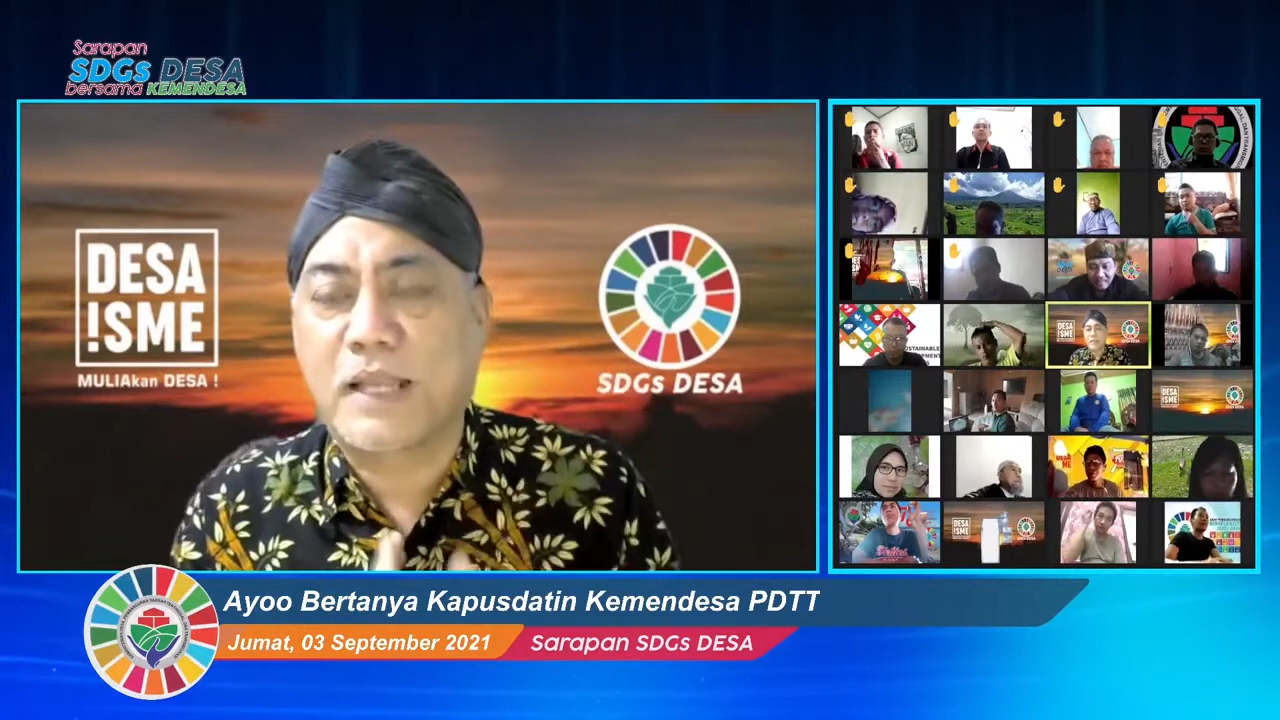 Sarapan
SDGs DESA
bersama KEMENDESA
DESA
!SME
MULIAkan DESA !
SDGs DESA
Ayoo Bertanya Kapusdatin Kemendesa PDTT
Jumat, 03 September 2021
Sarapan SDGs DESA